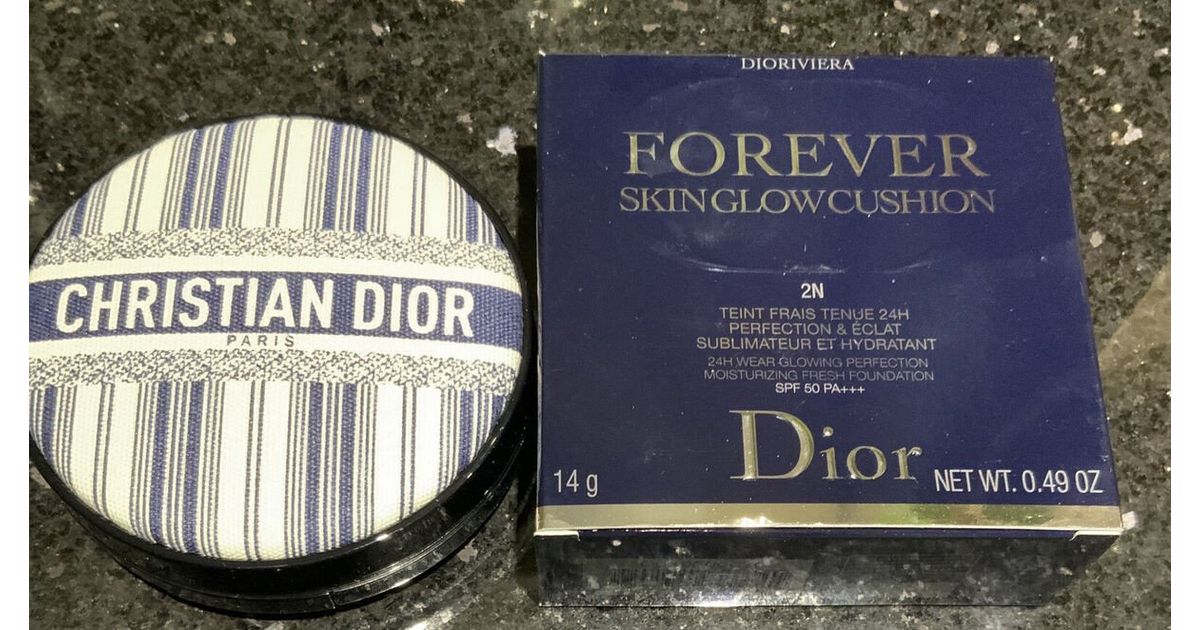 CHRISTIAN DIOR
PARIS
DIORIVIERA
FOREVER
SKIN GLOW CUSHION
2N
TEINT FRAIS TENUE 24H
PERFECTION & ÉCLAT
SUBLIMATEUR ET HYDRATANT
24H WEAR GLOWING PERFECTION
MOISTURIZING FRESH FOUNDATION
SPF 50 PA+++
Dior
14 g
NET WT. 0.49 OZ